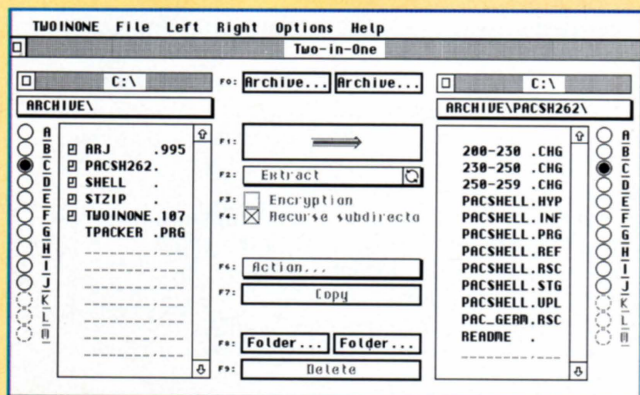 TWOINONE File Left Right Options Help
Two-in-One
C:\
ARCHIVE\
A
B
C
D
E
F
G
H
I
J
K
L
M
ARJ .995
PACSH262.
SHELL .
STZIP .
TWOINONE.107
TPACKER .PRG
F0: Archive... Archive...
F1:
F2: Extract
F3: Encryption
F4: Recurse subdirecto
F6: Action...
F7: Copy
F8: Folder... Folder...
F9: Delete
C:\
ARCHIVE\PACSH262\
200-230 .CHG
230-250 .CHG
250-259 .CHG
PACSHELL.HYP
PACSHELL.INF
PACSHELL.PRG
PACSHELL.REF
PACSHELL.RSC
PACSHELL.STG
PACSHELL.UPL
PAC_GERM.RSC
README .
A
B
C
D
E
F
G
H
I
J
K
L
M